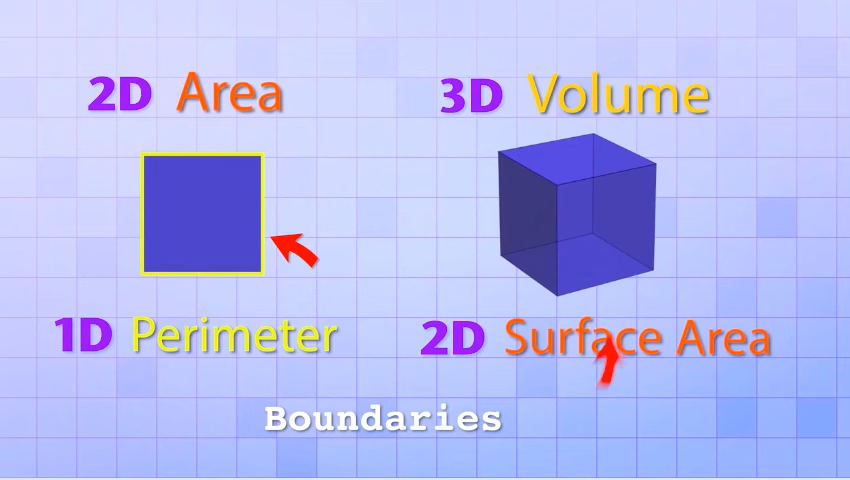 2D Area
3D Volume
1D Perimeter
2D Surface Area
Boundaries